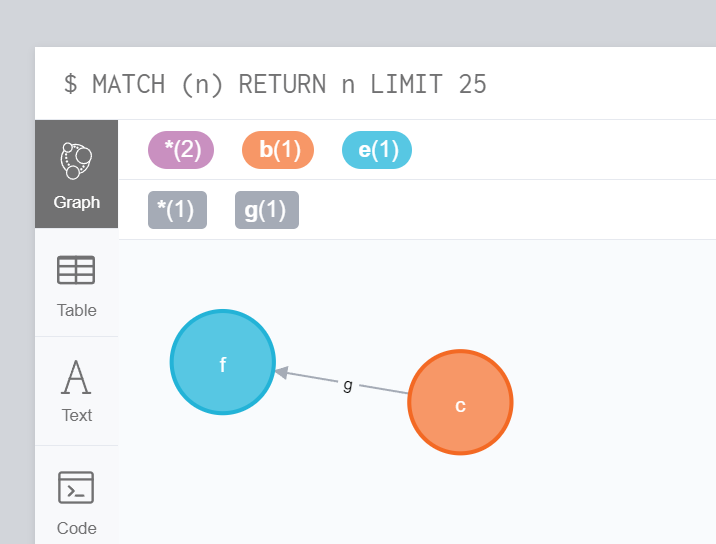 $ MATCH (n) RETURN n LIMIT 25
*(2) b(1) e(1)
*(1) g(1)
Graph
Table
Text
Code
f
g
c